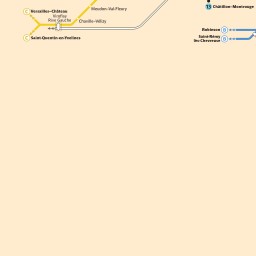 C Versailles–Château
Viroflay
Rive Gauche
Chaville–Vélizy
Meudon-Val Fleury
C Saint-Quentin-en-Yvelines
13 Châtillon–Montrouge
Robinson B
Saint-Rémy B
lès-Chevreuse